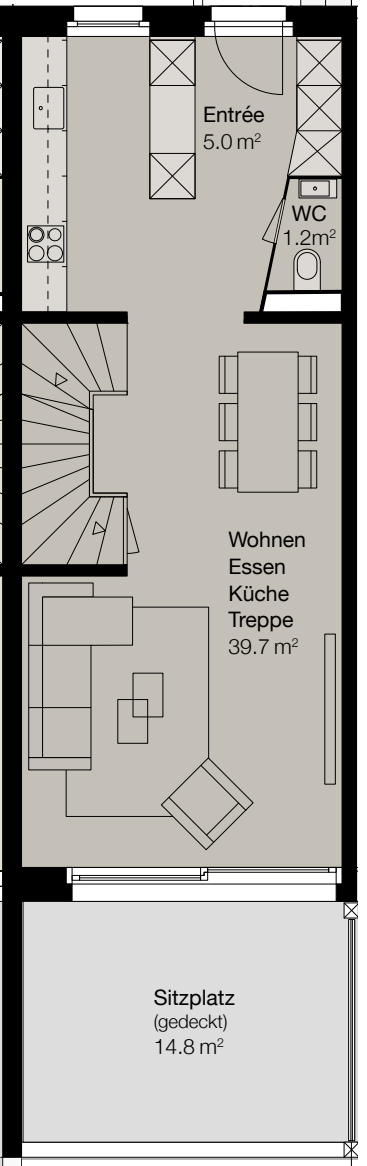 Entrée
5.0 m²
WC
1.2m²
Wohnen
Essen
Küche
Treppe
39.7 m²
Sitzplatz
(gedeckt)
14.8 m²